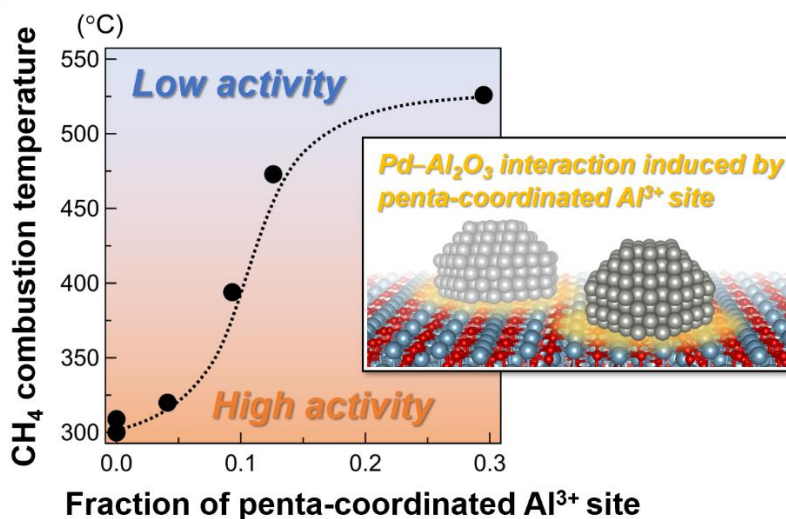 (°C)
CH₄ combustion temperature
550
500
450
400
350
300
Low activity
High activity
Pd–Al₂O₃ interaction induced by
penta-coordinated Al³⁺ site
0.0
0.1
0.2
0.3
Fraction of penta-coordinated Al³⁺ site